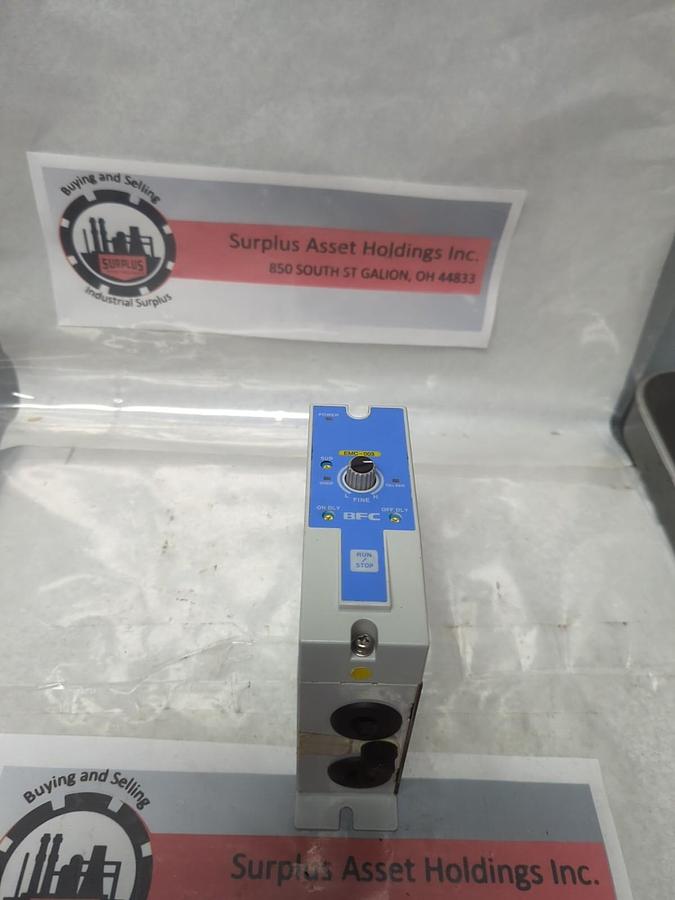 Buying and Selling
SURPLUS
Industrial Surplus
Surplus Asset Holdings Inc.
850 SOUTH ST GALION, OH 44833
POWER
EMC-
SUB
L H
FINE
ON DLY OFF DLY
BFC
RUN
STOP
Buying and Selling
Surplus Asset Holdings Inc.